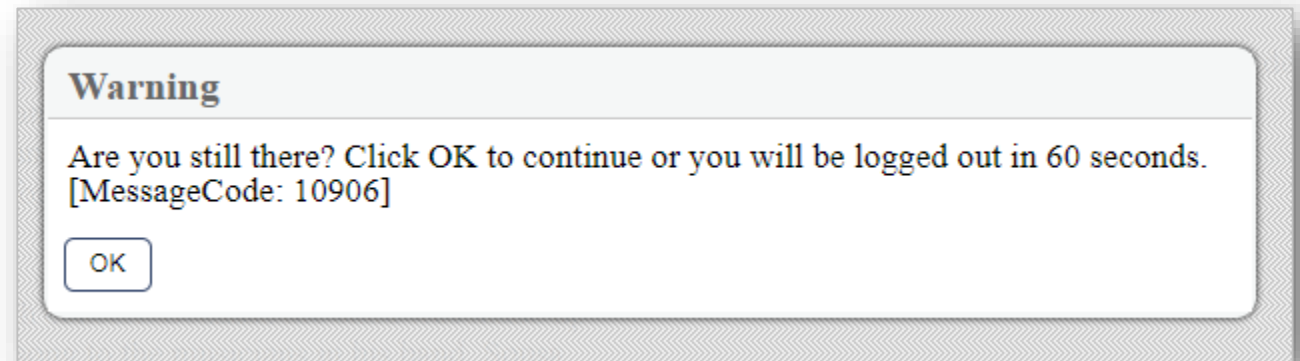 Warning
Are you still there? Click OK to continue or you will be logged out in 60 seconds.
[MessageCode: 10906]
OK